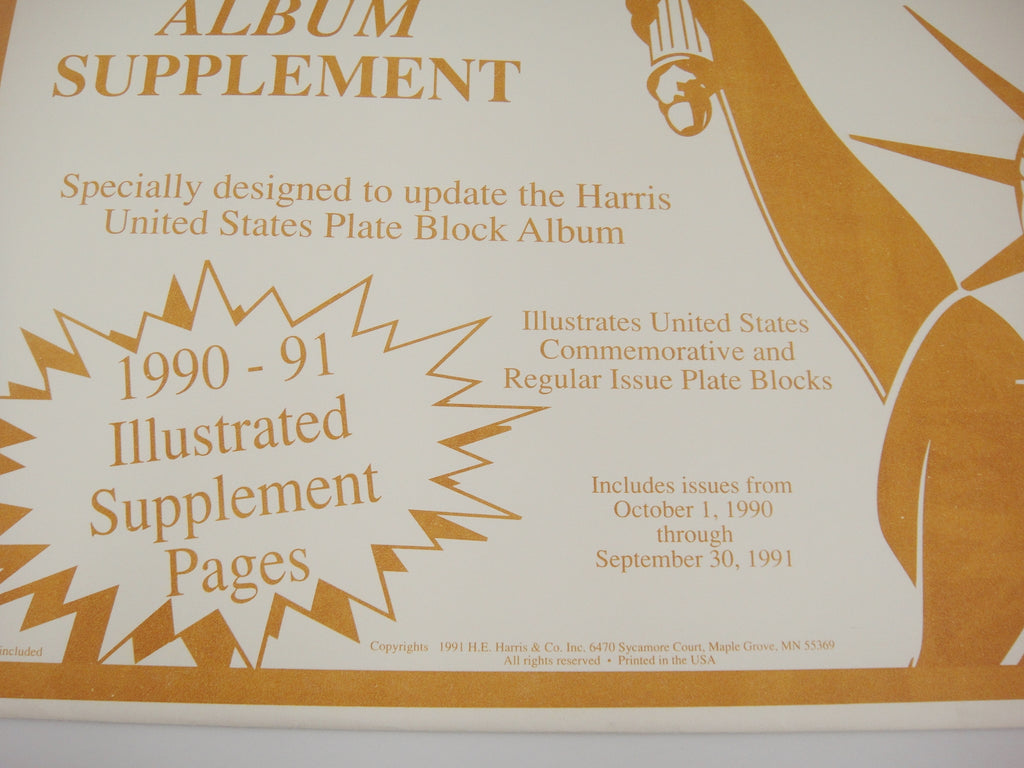 ALBUM
SUPPLEMENT
Specially designed to update the Harris
United States Plate Block Album
1990 - 91
Illustrated
Supplement
Pages
Illustrates United States
Commemorative and
Regular Issue Plate Blocks
Includes issues from
October 1, 1990
through
September 30, 1991
included
Copyrights 1991 H.E. Harris & Co. Inc. 6470 Sycamore Court, Maple Grove, MN 55369
All rights reserved • Printed in the USA